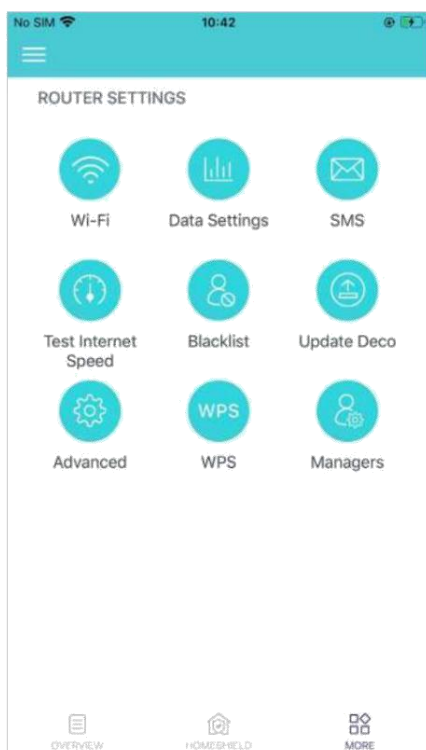 No SIM 10:42
ROUTER SETTINGS
Wi-Fi Data Settings SMS
Test Internet Blacklist Update Deco
Speed
WPS
Advanced WPS Managers
OVERVIEW HOMESHIELD MORE